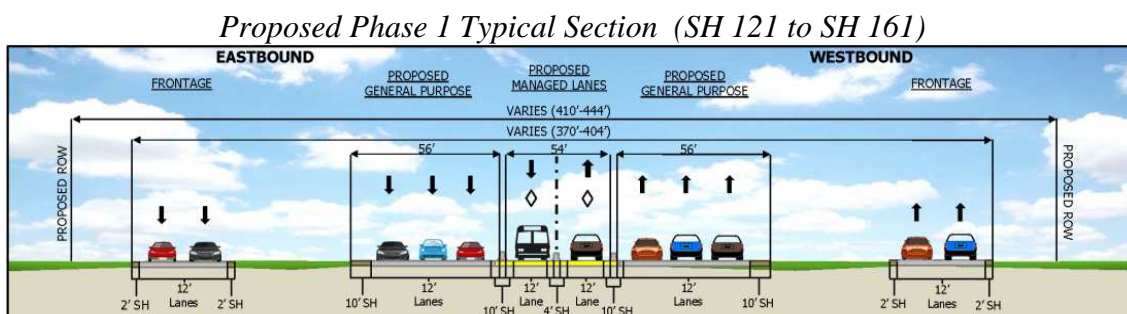 Proposed Phase 1 Typical Section (SH 121 to SH 161)
EASTBOUND
WESTBOUND
FRONTAGE
PROPOSED
GENERAL PURPOSE
PROPOSED
MANAGED LANES
PROPOSED
GENERAL PURPOSE
FRONTAGE
VARIES (410'-444')
VARIES (370'-404')
56'
54'
56'
PROPOSED ROW
PROPOSED ROW
2' SH
12'
Lanes
2' SH
10' SH
12'
Lanes
10' SH
12'
Lane
4' SH
12'
Lane
10' SH
12'
Lanes
10' SH
2' SH
12'
Lanes
2' SH